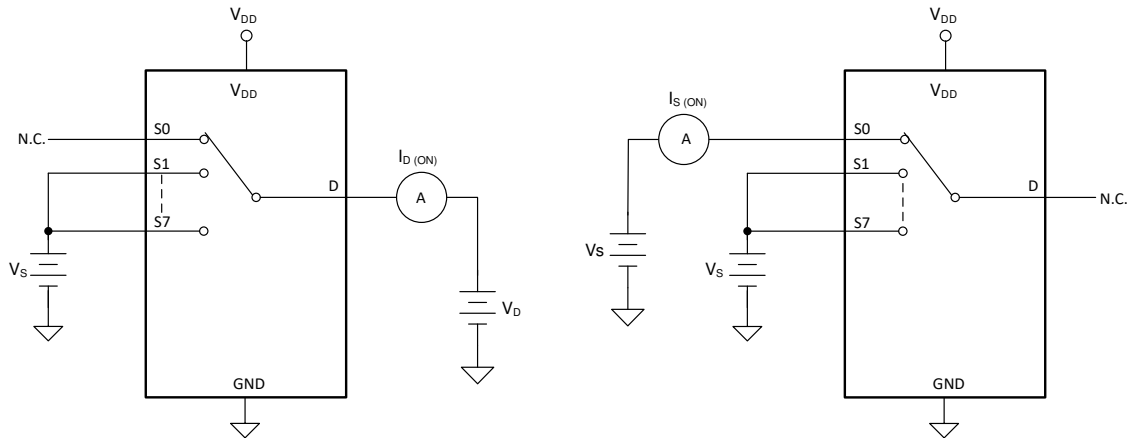 VDD
VDD
N.C.
S0
S1
S7
D
ID (ON)
A
VS
VD
GND
VDD
VDD
IS (ON)
A
S0
S1
S7
D
N.C.
VS
VS
GND